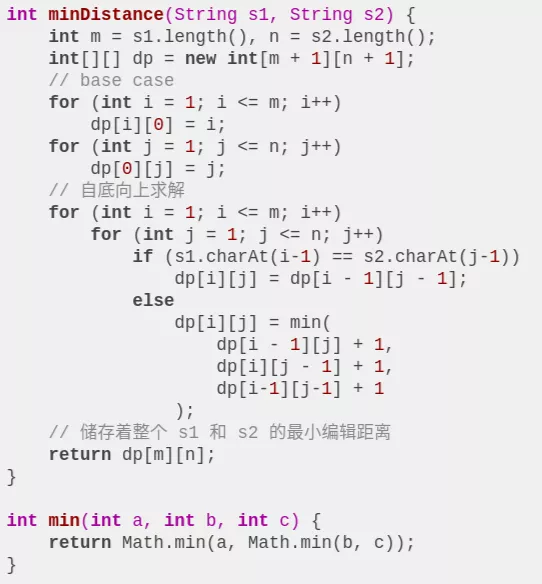 int minDistance(String s1, String s2) {
    int m = s1.length(), n = s2.length();
    int[][] dp = new int[m + 1][n + 1];
    // base case
    for (int i = 1; i <= m; i++)
        dp[i][0] = i;
    for (int j = 1; j <= n; j++)
        dp[0][j] = j;
    // 自底向上求解
    for (int i = 1; i <= m; i++)
        for (int j = 1; j <= n; j++)
            if (s1.charAt(i-1) == s2.charAt(j-1))
                dp[i][j] = dp[i - 1][j - 1];
            else
                dp[i][j] = min(
                    dp[i - 1][j] + 1,
                    dp[i][j - 1] + 1,
                    dp[i-1][j-1] + 1
                );
    // 储存着整个 s1 和 s2 的最小编辑距离
    return dp[m][n];
}

int min(int a, int b, int c) {
    return Math.min(a, Math.min(b, c));
}